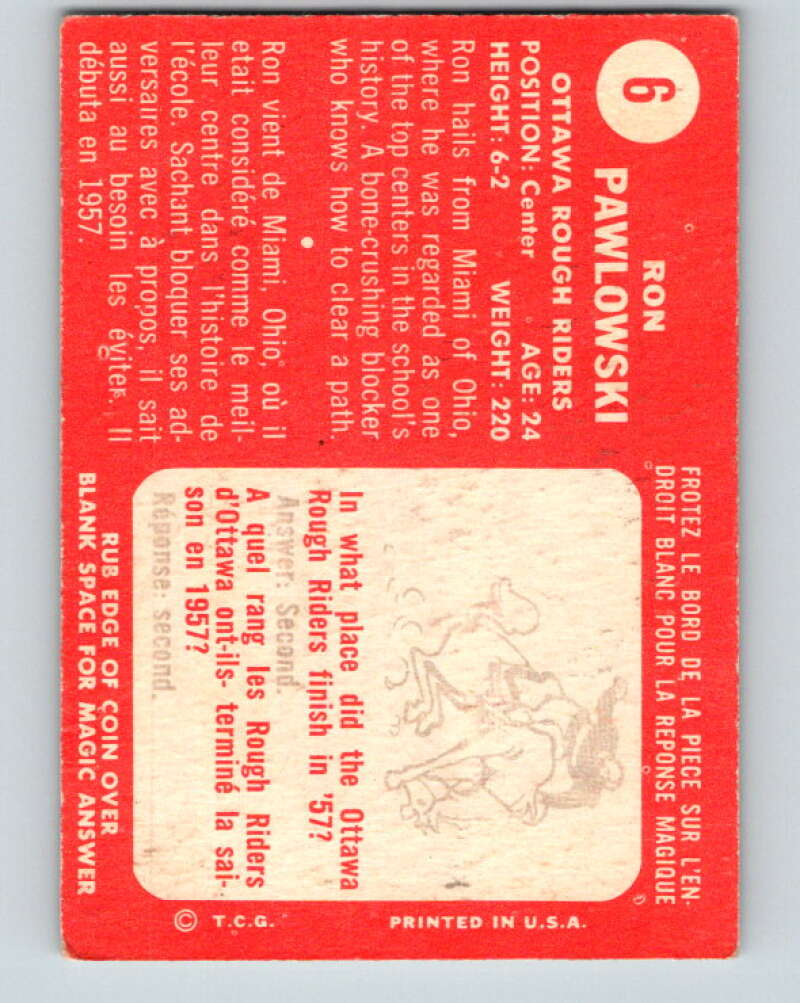 6
RON
PAWLOWSKI
OTTAWA ROUGH RIDERS
POSITION: Center AGE: 24
HEIGHT: 6-2 WEIGHT: 220
Ron hails from Miami of Ohio,
where he was regarded as one
of the top centers in the school's
history. A bone-crushing blocker
who knows how to clear a path.
Ron vient de Miami, Ohio, où il
etait considéré comme le meil-
leur centre dans l'histoire de
l'école. Sachant bloquer ses ad-
versaires avec à propos, il sait
aussi au besoin les éviter. Il
débuta en 1957.
FROTEZ LE BORD DE LA PIECE SUR L'EN-
DROIT BLANC POUR LA REPONSE MAGIQUE
In what place did the Ottawa
Rough Riders finish in '57?
Answer: Second.
A quel rang les Rough Riders
d'Ottawa ont-ils- terminé la sai-
son en 1957?
Réponse: second.
RUB EDGE OF COIN OVER
BLANK SPACE FOR MAGIC ANSWER
© T.C.G. PRINTED IN U.S.A.